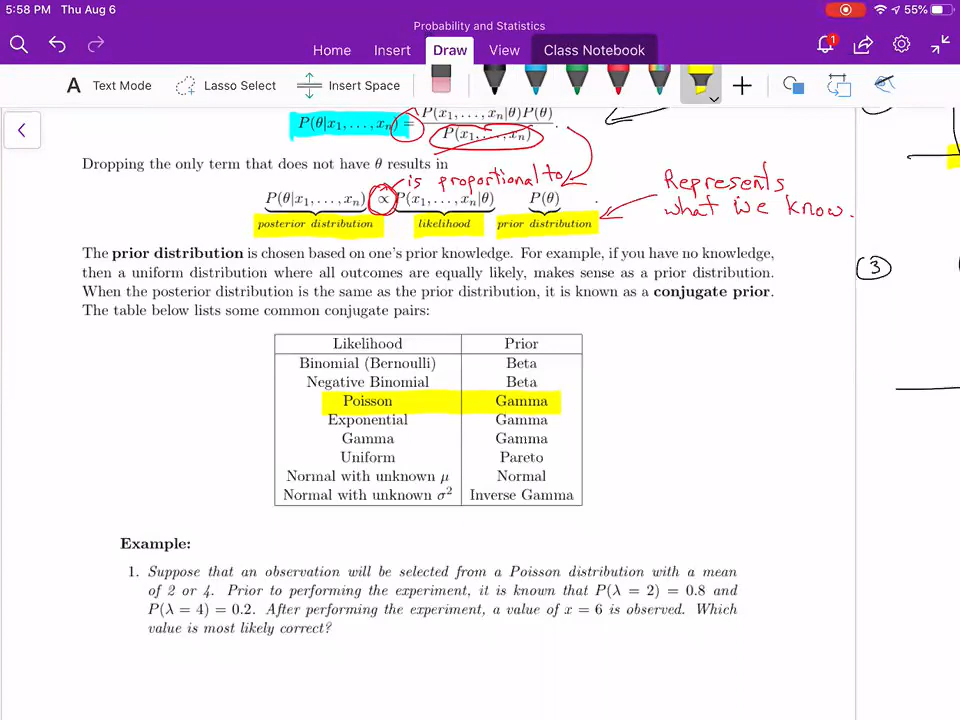 5:58 PM Thu Aug 6
55%
Probability and Statistics
Home Insert Draw View Class Notebook
1
A Text Mode Lasso Select Insert Space
P(θ|x₁, . . . , xₙ) = P(x₁, . . . , xₙ|θ)P(θ) / P(x₁, . . . , xₙ) .
Dropping the only term that does not have θ results in
is proportional to
P(θ|x₁, . . . , xₙ) ∝ P(x₁, . . . , xₙ|θ) P(θ) .
posterior distribution likelihood prior distribution
Represents
what we know.
The prior distribution is chosen based on one's prior knowledge. For example, if you have no knowledge,
then a uniform distribution where all outcomes are equally likely, makes sense as a prior distribution.
When the posterior distribution is the same as the prior distribution, it is known as a conjugate prior.
The table below lists some common conjugate pairs:
3
Likelihood Prior
Binomial (Bernoulli) Beta
Negative Binomial Beta
Poisson Gamma
Exponential Gamma
Gamma Gamma
Uniform Pareto
Normal with unknown μ Normal
Normal with unknown σ² Inverse Gamma
Example:
1. Suppose that an observation will be selected from a Poisson distribution with a mean
of 2 or 4. Prior to performing the experiment, it is known that P(λ = 2) = 0.8 and
P(λ = 4) = 0.2. After performing the experiment, a value of x = 6 is observed. Which
value is most likely correct?